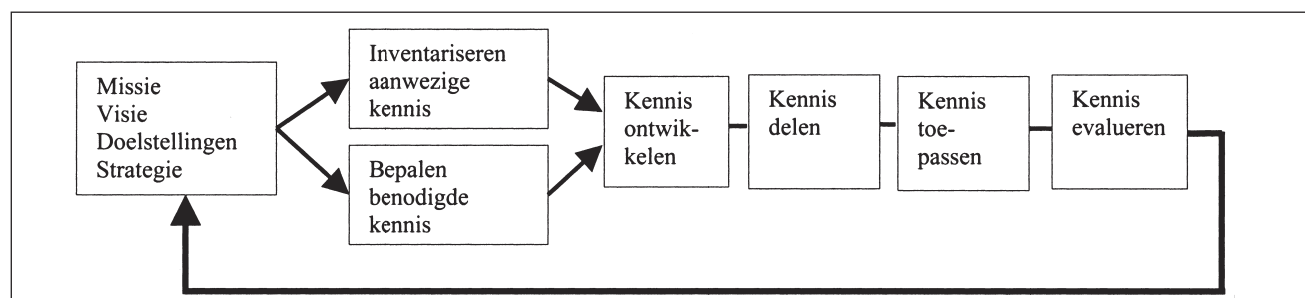 Missie
Visie
Doelstellingen
Strategie
Inventariseren
aanwezige
kennis
Bepalen
benodigde
kennis
Kennis
ontwik-
kelen
Kennis
delen
Kennis
toe-
passen
Kennis
evalueren